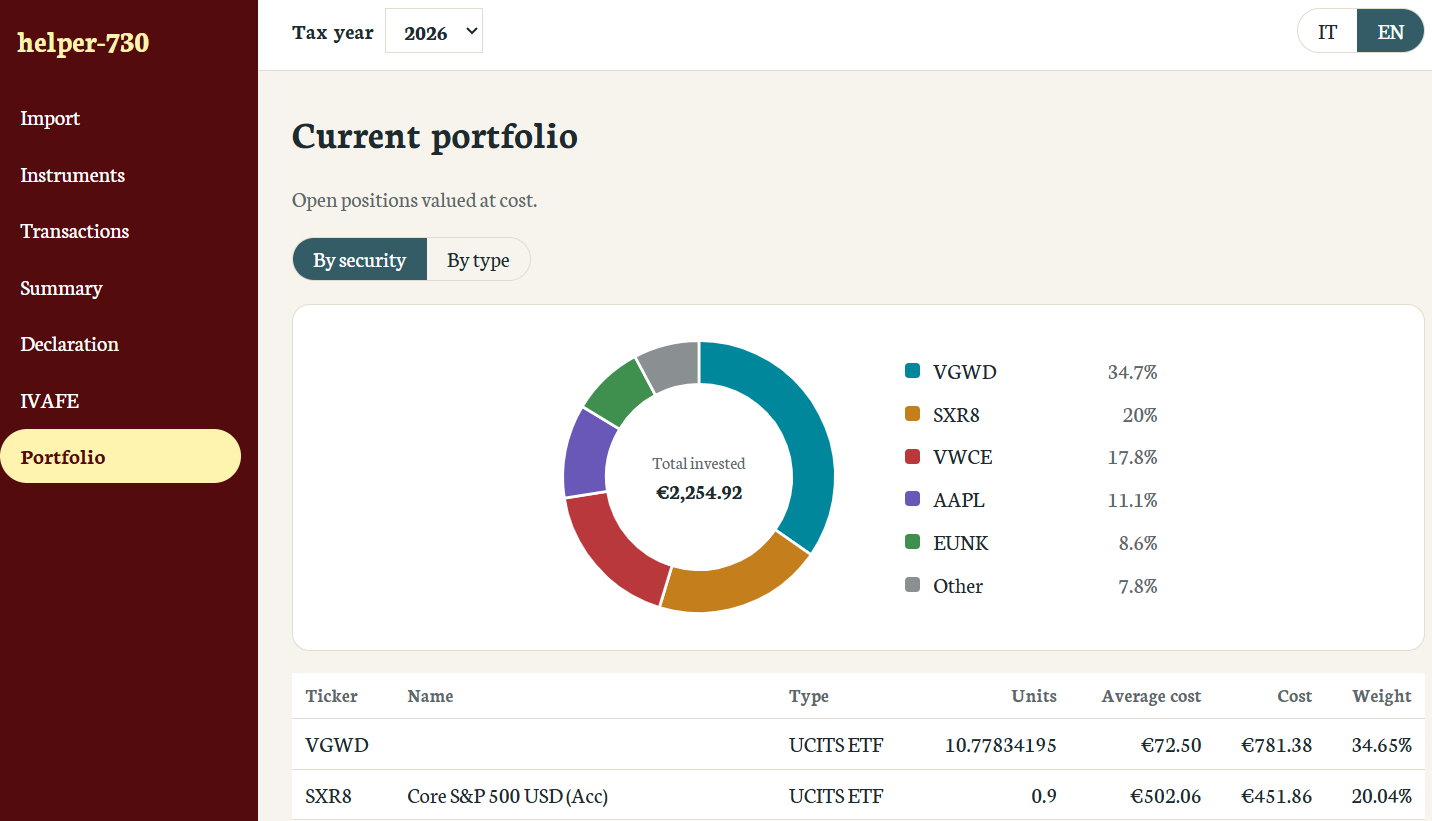 helper-730
Import
Instruments
Transactions
Summary
Declaration
IVAFE
Portfolio
Tax year 2026
IT EN
Current portfolio
Open positions valued at cost.
By security By type
Total invested
€2,254.92
VGWD 34.7%
SXR8 20%
VWCE 17.8%
AAPL 11.1%
EUNK 8.6%
Other 7.8%
Ticker Name Type Units Average cost Cost Weight
VGWD UCITS ETF 10.77834195 €72.50 €781.38 34.65%
SXR8 Core S&P 500 USD (Acc) UCITS ETF 0.9 €502.06 €451.86 20.04%